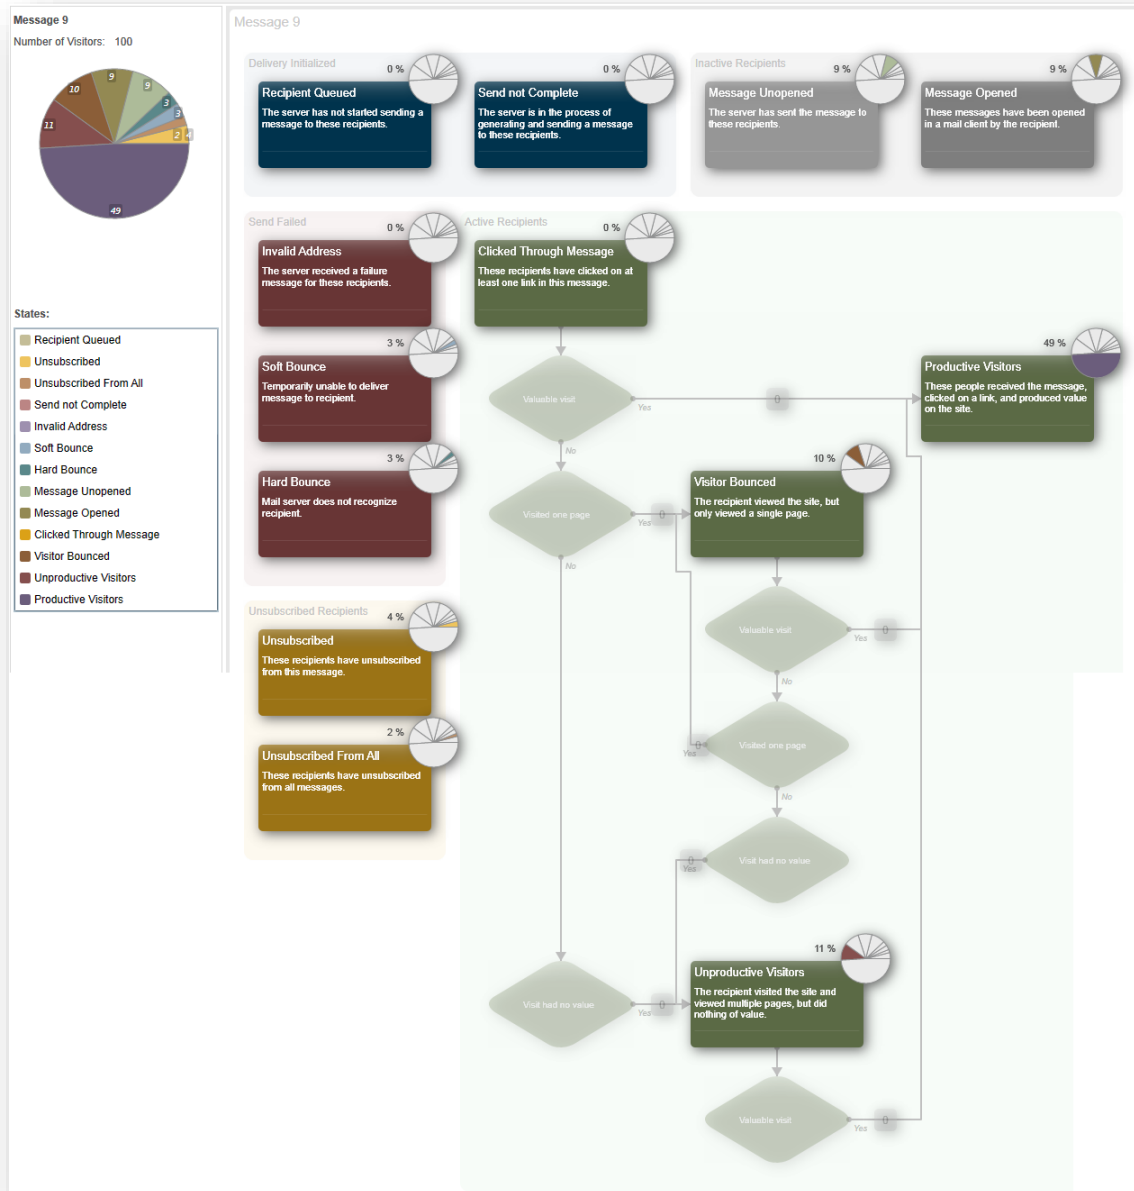 Message 9
Number of Visitors: 100
10
9
9
3
3
2
4
11
49
States:
Recipient Queued
Unsubscribed
Unsubscribed From All
Send not Complete
Invalid Address
Soft Bounce
Hard Bounce
Message Unopened
Message Opened
Clicked Through Message
Visitor Bounced
Unproductive Visitors
Productive Visitors
Message 9
Delivery Initialized
0 %
Recipient Queued
The server has not started sending a
message to these recipients.
0 %
Send not Complete
The server is in the process of
generating and sending a message
to these recipients.
Inactive Recipients
9 %
Message Unopened
The server has sent the message to
these recipients.
9 %
Message Opened
These messages have been opened
in a mail client by the recipient.
Send Failed
0 %
Invalid Address
The server received a failure
message for these recipients.
3 %
Soft Bounce
Temporarily unable to deliver
message to recipient.
3 %
Hard Bounce
Mail server does not recognize
recipient.
Unsubscribed Recipients
4 %
Unsubscribed
These recipients have unsubscribed
from this message.
2 %
Unsubscribed From All
These recipients have unsubscribed
from all messages.
Active Recipients
0 %
Clicked Through Message
These recipients have clicked on at
least one link in this message.
Valuable visit
Yes
()
No
49 %
Productive Visitors
These people received the message,
clicked on a link, and produced value
on the site.
Visited one page
Yes
()
No
10 %
Visitor Bounced
The recipient viewed the site, but
only viewed a single page.
Valuable visit
Yes
()
No
Visited one page
Yes
()
No
Visit had no value
Yes
()
Visit had no value
Yes
()
11 %
Unproductive Visitors
The recipient visited the site and
viewed multiple pages, but did
nothing of value.
Valuable visit
Yes
()